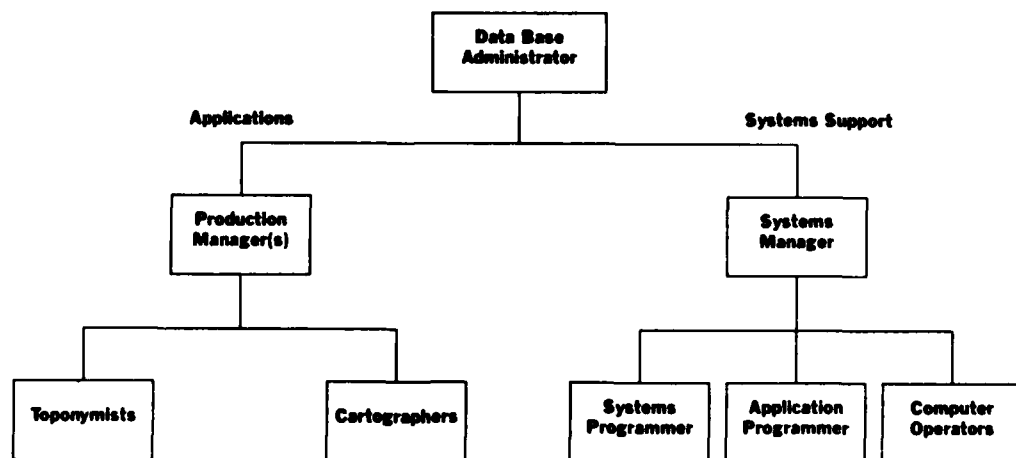 Data Base
Administrator
Applications
Systems Support
Production
Manager(s)
Systems
Manager
Toponymists
Cartographers
Systems
Programmer
Application
Programmer
Computer
Operators